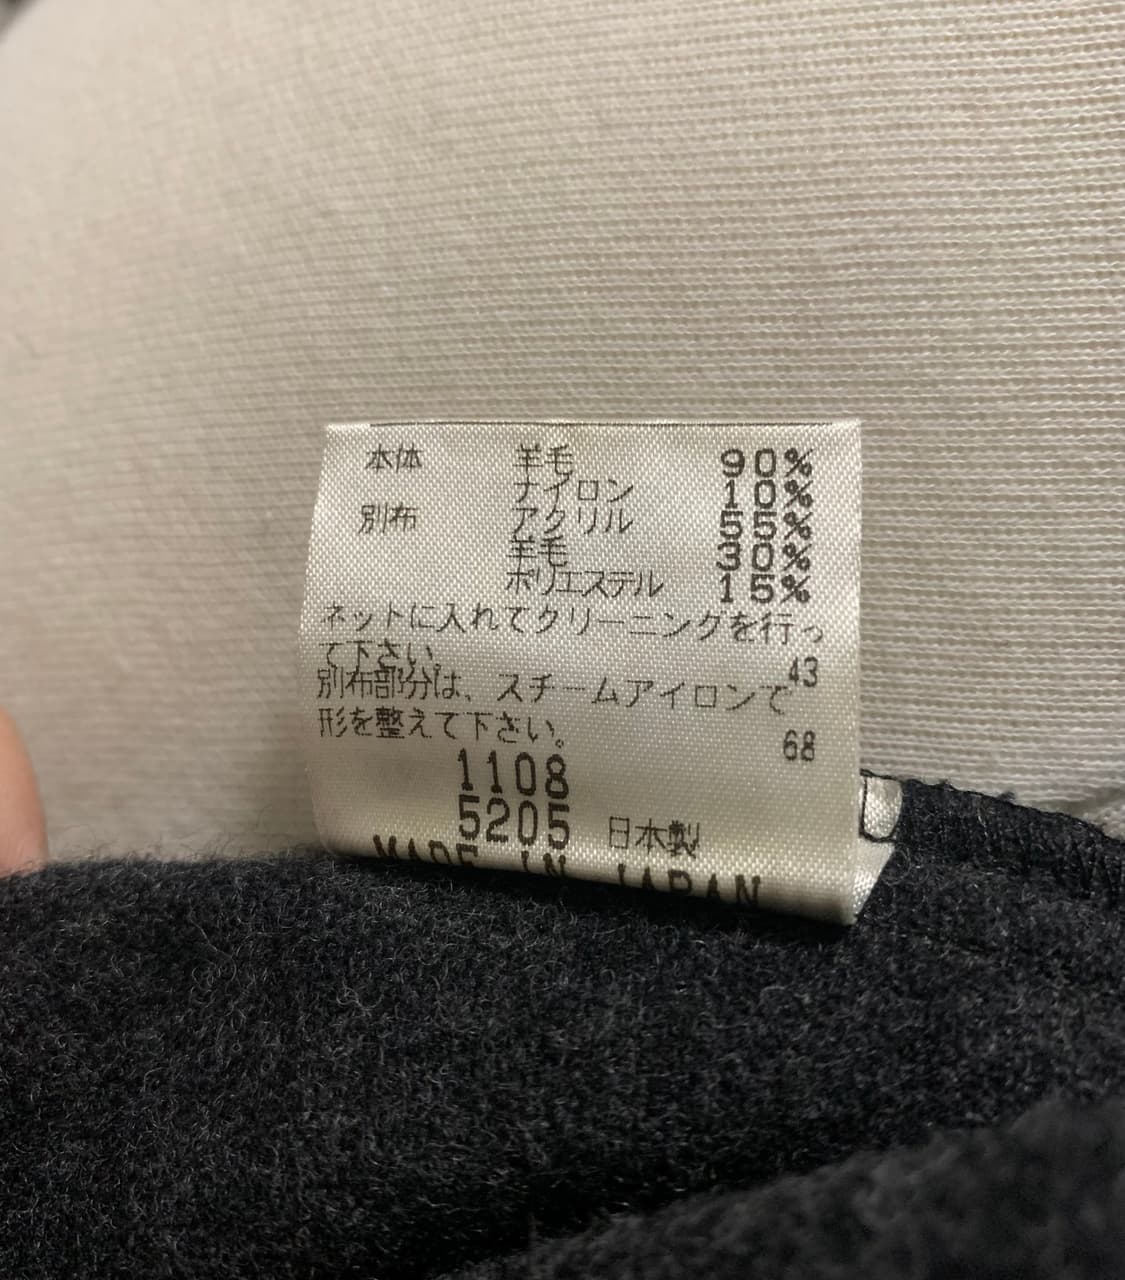 本体 羊毛 90%
ナイロン 10%
別布 アクリル 55%
羊毛 30%
ポリエステル 15%
ネットに入れてクリーニングを行っ
て下さい。
43
別布部分は、スチームアイロンで
形を整えて下さい。
68
1108
5205 日本製
MADE IN JAPAN